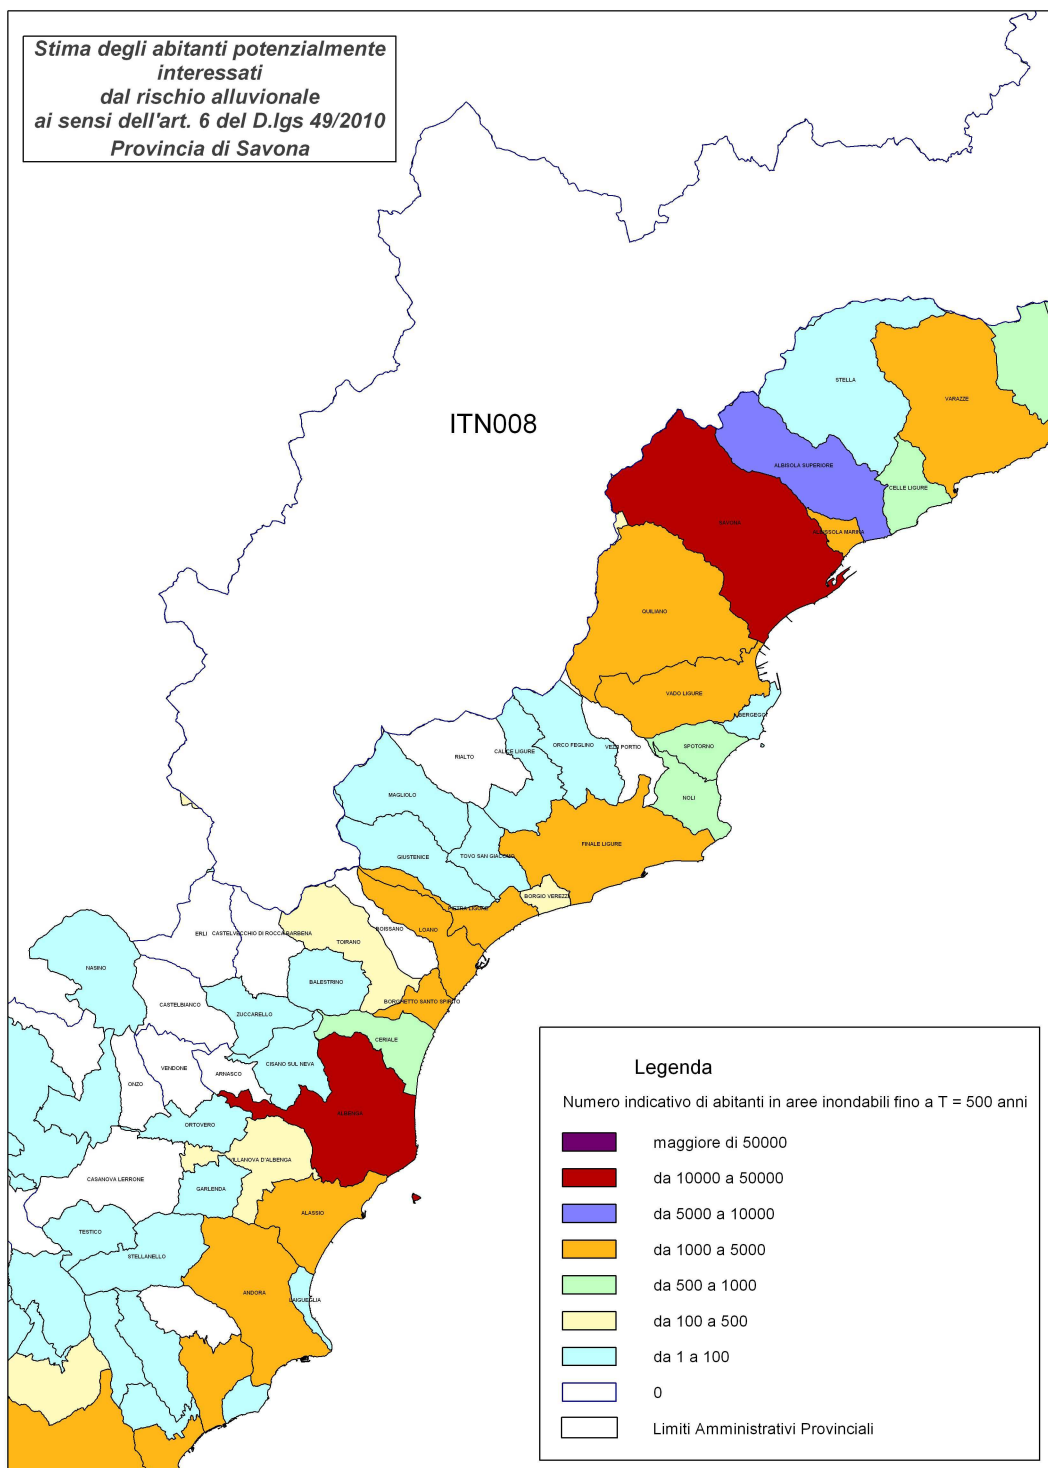 Stima degli abitanti potenzialmente
interessati
dal rischio alluvionale
ai sensi dell'art. 6 del D.lgs 49/2010
Provincia di Savona
ITN008
STELLA
VARAZZE
ALBISOLA SUPERIORE
CELLE LIGURE
SAVONA
ALBISSOLA MARINA
QUILIANO
VADO LIGURE
BERGEGGI
SPOTORNO
ORCO FEGLINO
VEZZI PORTIO
CALICE LIGURE
RIALTO
MAGLIOLO
NOLI
FINALE LIGURE
GIUSTENICE
TOVO SAN GIACOMO
BORGIO VEREZZI
PIETRA LIGURE
LOANO
BOISSANO
TOIRANO
CASTELVECCHIO DI ROCCA BARBENA
ERLI
NASINO
BALESTRINO
BORGHETTO SANTO SPIRITO
CASTELBIANCO
ZUCCARELLO
CERIALE
CISANO SUL NEVA
VENDONE
ARNASCO
ONZO
ALBENGA
ORTOVERO
VILLANOVA D'ALBENGA
CASANOVA LERRONE
GARLENDA
ALASSIO
TESTICO
STELLANELLO
ANDORA
LAIGUEGLIA
Legenda
Numero indicativo di abitanti in aree inondabili fino a T = 500 anni
maggiore di 50000
da 10000 a 50000
da 5000 a 10000
da 1000 a 5000
da 500 a 1000
da 100 a 500
da 1 a 100
0
Limiti Amministrativi Provinciali